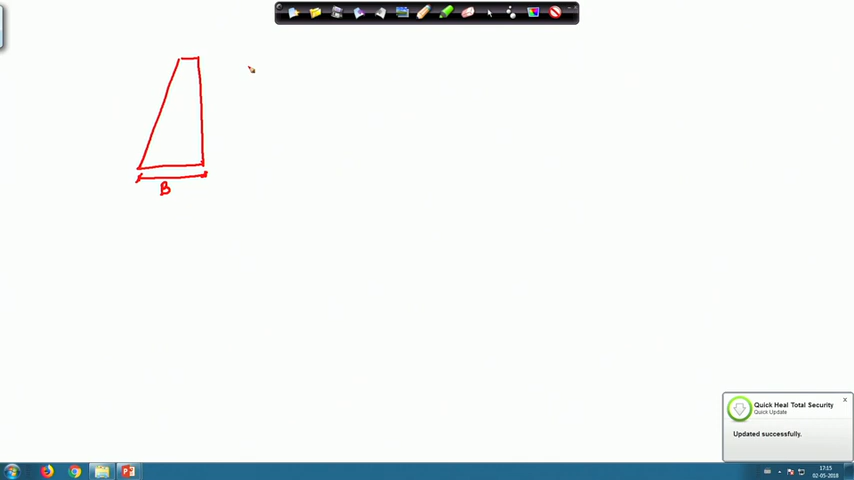 B
Quick Heal Total Security
Quick Update
Updated successfully.
17:15
02-05-2018